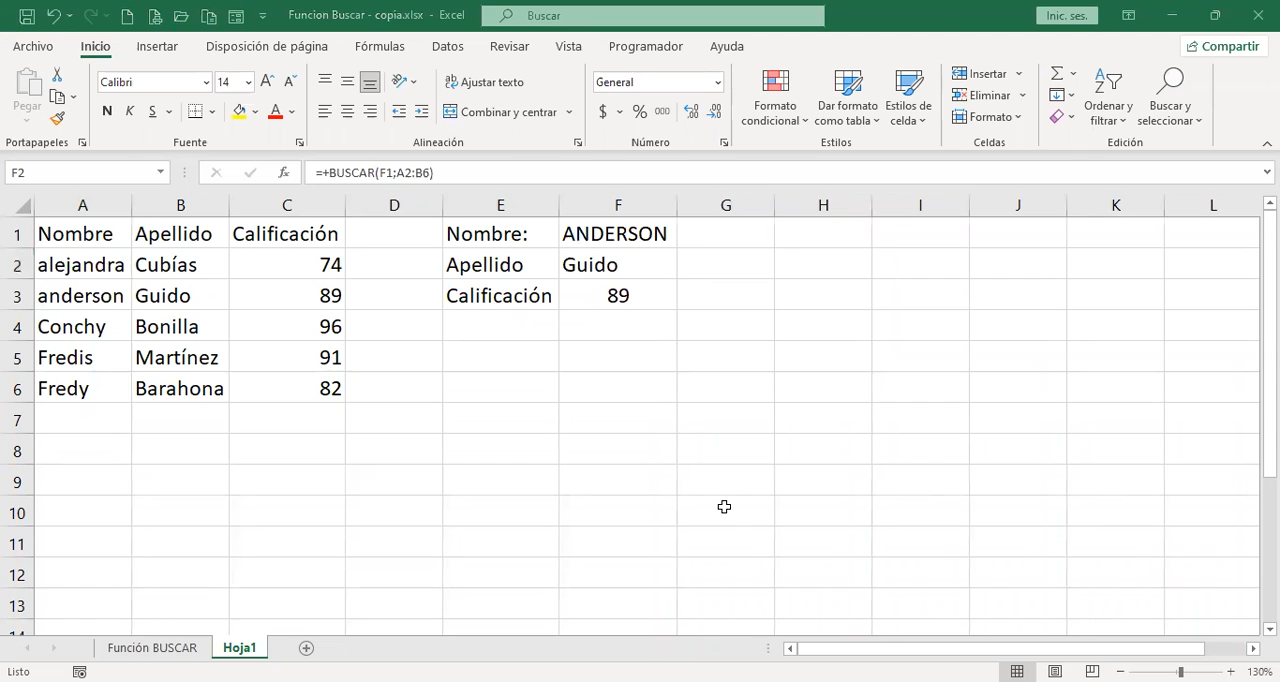 Funcion Buscar - copia.xlsx - Excel
Buscar
Inic. ses.
Archivo Inicio Insertar Disposición de página Fórmulas Datos Revisar Vista Programador Ayuda Compartir
Pegar
Calibri 14
N K S
Ajustar texto
Combinar y centrar
General
$ % 000
Formato condicional
Dar formato como tabla
Estilos de celda
Insertar
Eliminar
Formato
Ordenar y filtrar
Buscar y seleccionar
Portapapeles Fuente Alineación Número Estilos Celdas Edición
F2 fx =+BUSCAR(F1;A2:B6)
A B C D E F G H I J K L
1 Nombre Apellido Calificación Nombre: ANDERSON
2 alejandra Cubías 74 Apellido Guido
3 anderson Guido 89 Calificación 89
4 Conchy Bonilla 96
5 Fredis Martínez 91
6 Fredy Barahona 82
7
8
9
10
11
12
13
Función BUSCAR Hoja1
Listo 130%